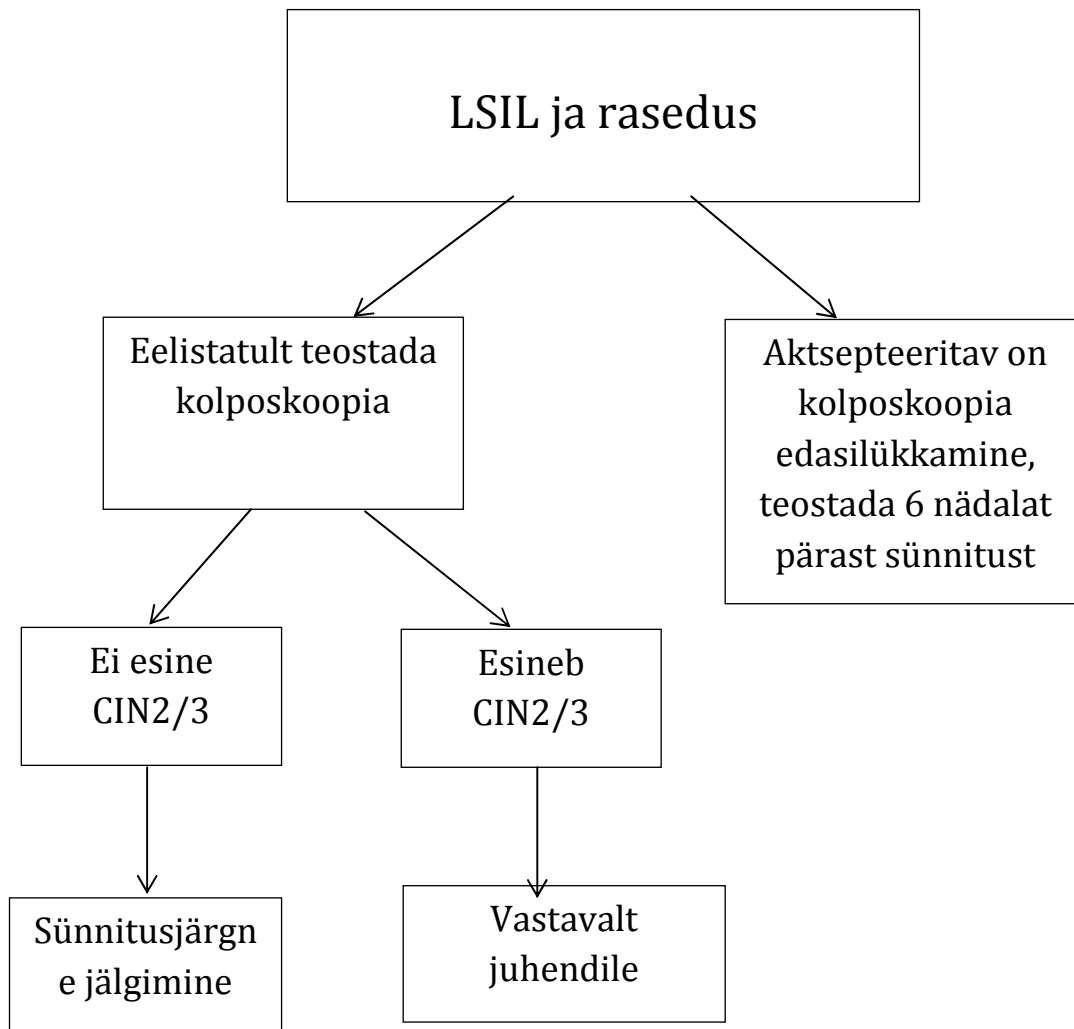 LSIL ja rasedus
Eelistatult teostada
kolposkoopia
Aktsepteeritav on
kolposkoopia
edasilükkamine,
teostada 6 nädalat
pärast sünnitust
Ei esine
CIN2/3
Esineb
CIN2/3
Sünnitusjärgn
e jälgimine
Vastavalt
juhendile